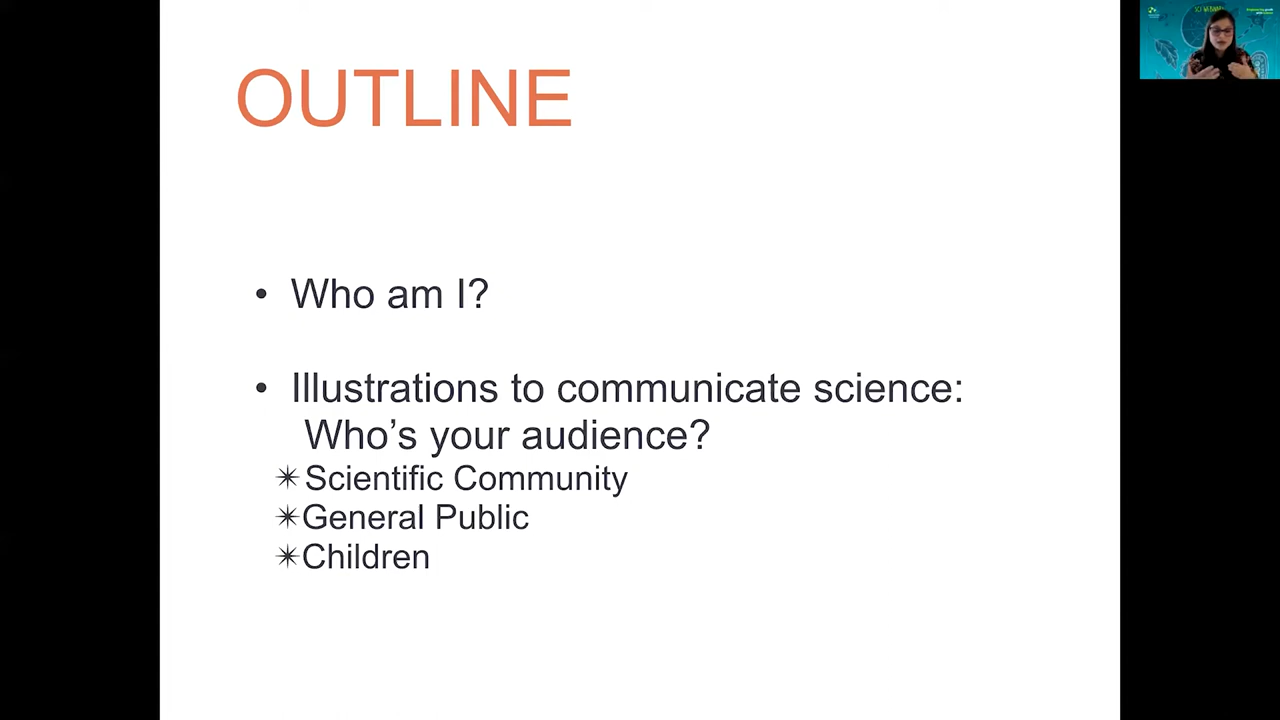 OUTLINE
• Who am I?
• Illustrations to communicate science:
Who’s your audience?
✴Scientific Community
✴General Public
✴Children